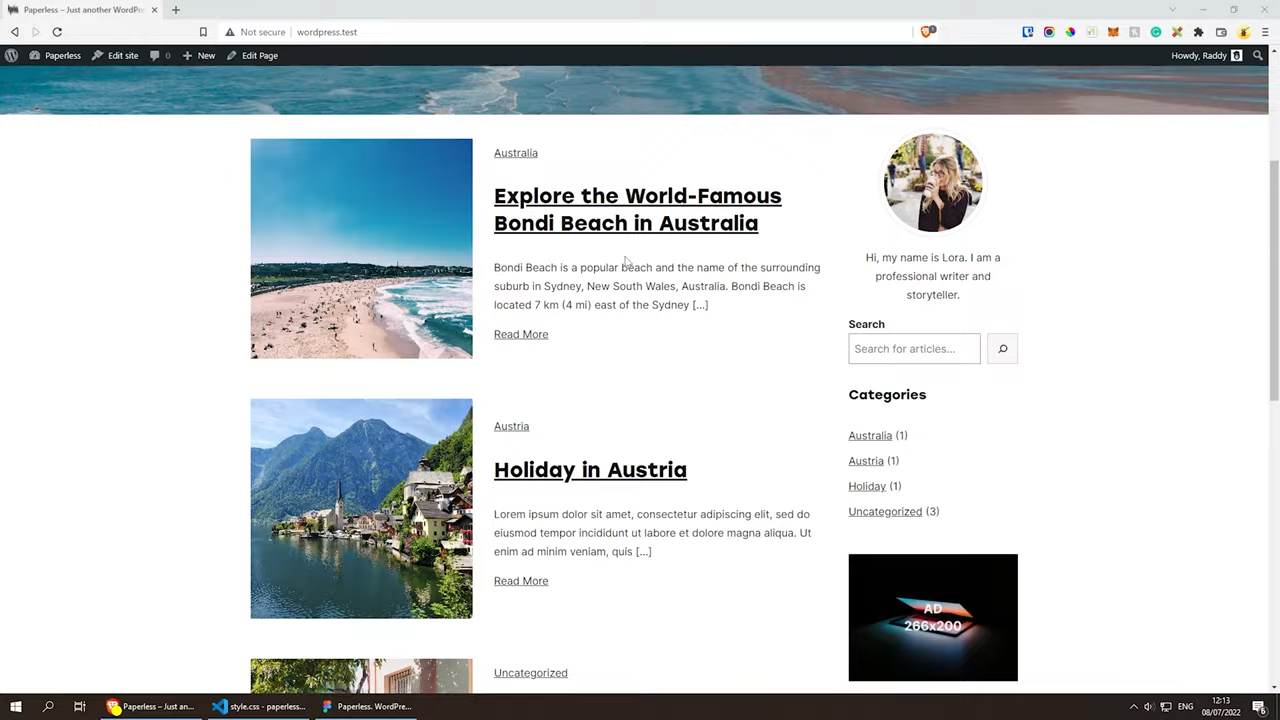 Paperless – Just another WordPre
Not secure
wordpress.test
1
Paperless
Edit site
0
New
Edit Page
Howdy, Raddy
Australia
Explore the World-Famous
Bondi Beach in Australia
Bondi Beach is a popular beach and the name of the surrounding
suburb in Sydney, New South Wales, Australia. Bondi Beach is
located 7 km (4 mi) east of the Sydney […]
Read More
Austria
Holiday in Austria
Lorem ipsum dolor sit amet, consectetur adipiscing elit, sed do
eiusmod tempor incididunt ut labore et dolore magna aliqua. Ut
enim ad minim veniam, quis […]
Read More
Uncategorized
Hi, my name is Lora. I am a
professional writer and
storyteller.
Search
Search for articles...
Categories
Australia (1)
Austria (1)
Holiday (1)
Uncategorized (3)
AD
266x200
Paperless – Just an...
style.css - paperless...
Paperless. WordPre...
ENG
12:13
08/07/2022
6